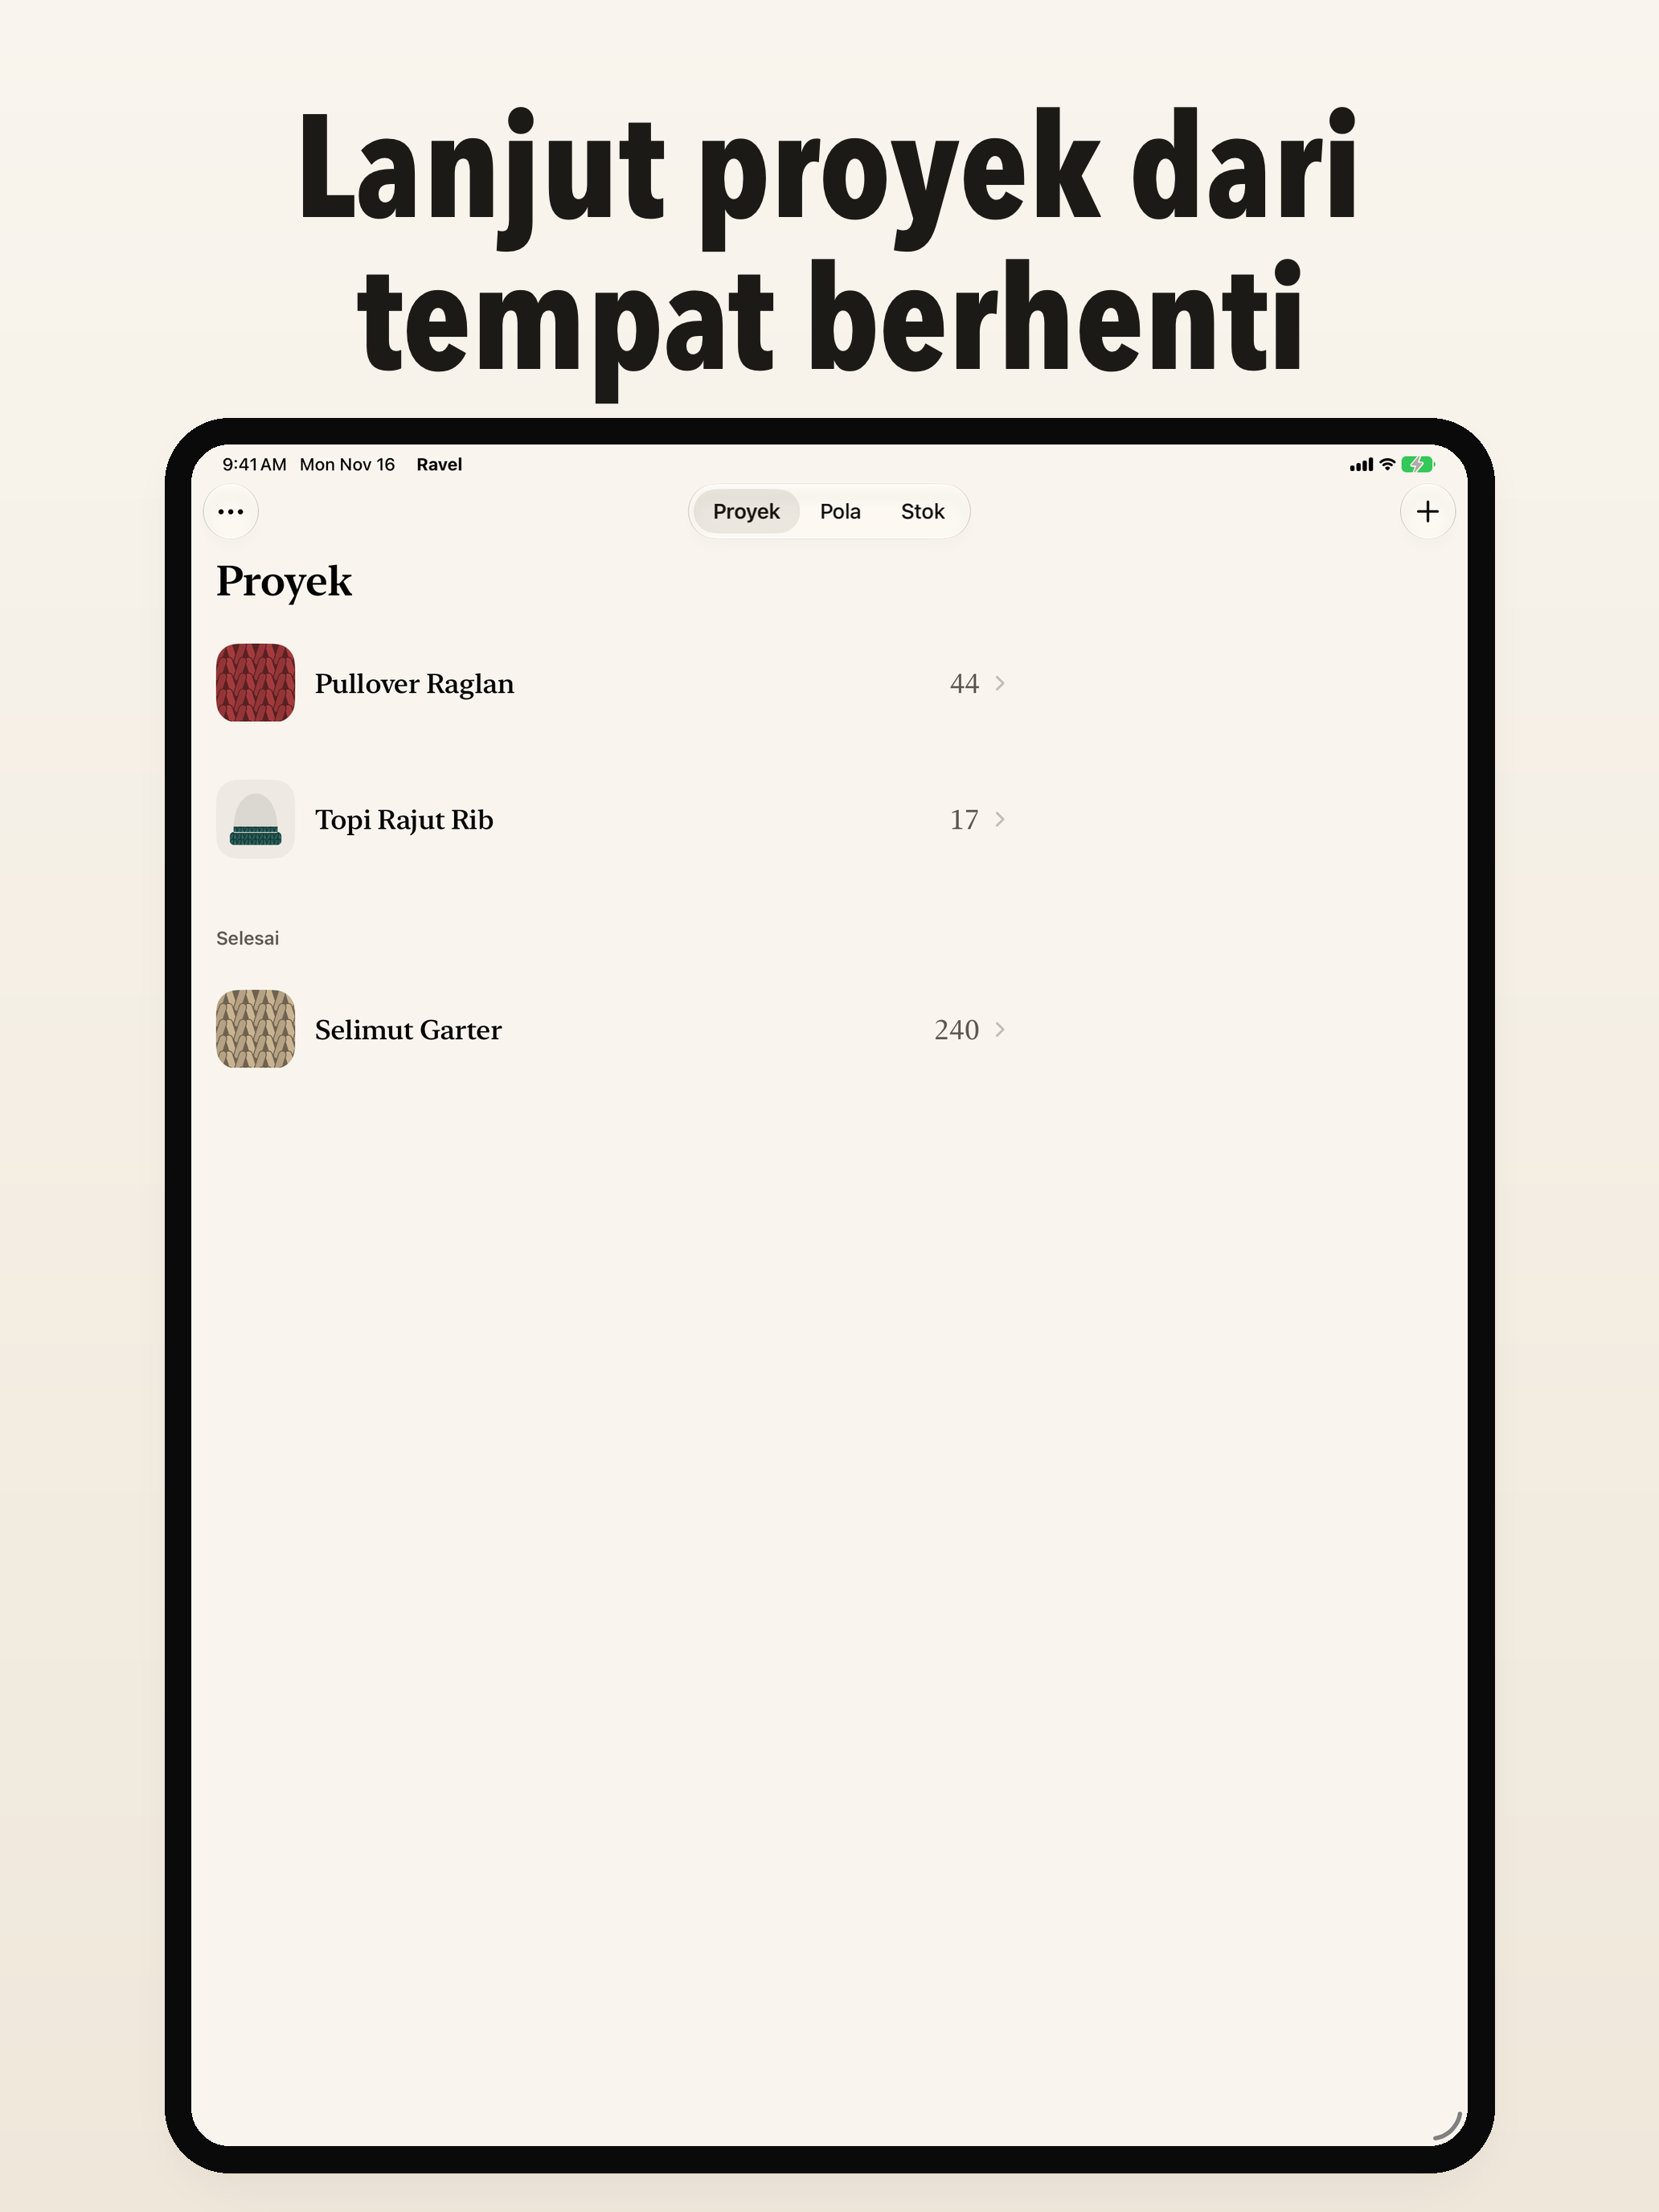 Lanjut proyek dari
tempat berhenti
9:41 AM Mon Nov 16 Ravel
Proyek Pola Stok
Proyek
Pullover Raglan 44
Topi Rajut Rib 17
Selesai
Selimut Garter 240